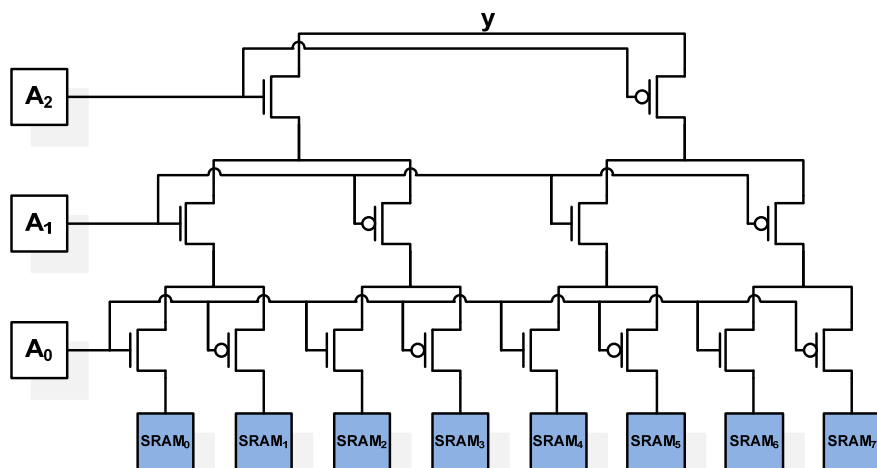 y
A₂
A₁
A₀
SRAM₀ SRAM₁ SRAM₂ SRAM₃ SRAM₄ SRAM₅ SRAM₆ SRAM₇